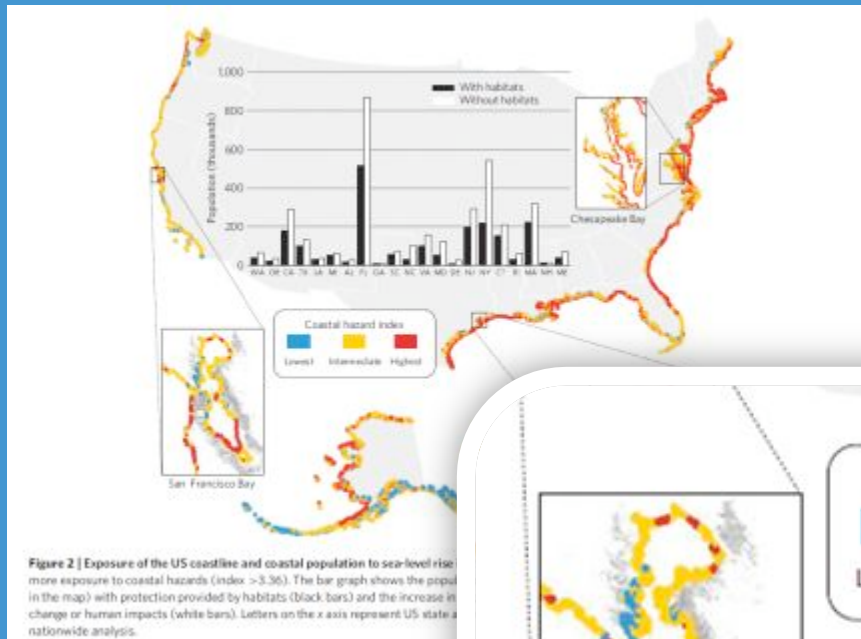 1,000
800
600
400
200
0
Population (thousands)
With habitats
Without habitats
WA OR CA TX LA MI AL FL GA SC NC VA MD DE NJ NY CT RI MA NH ME
Chesapeake Bay
Coastal hazard index
Lowest Intermediate Highest
San Francisco Bay
Figure 2 | Exposure of the US coastline and coastal population to sea-level rise
more exposure to coastal hazards (index >3.36). The bar graph shows the popul
in the map) with protection provided by habitats (black bars) and the increase in
change or human impacts (white bars). Letters on the x axis represent US state a
nationwide analysis.